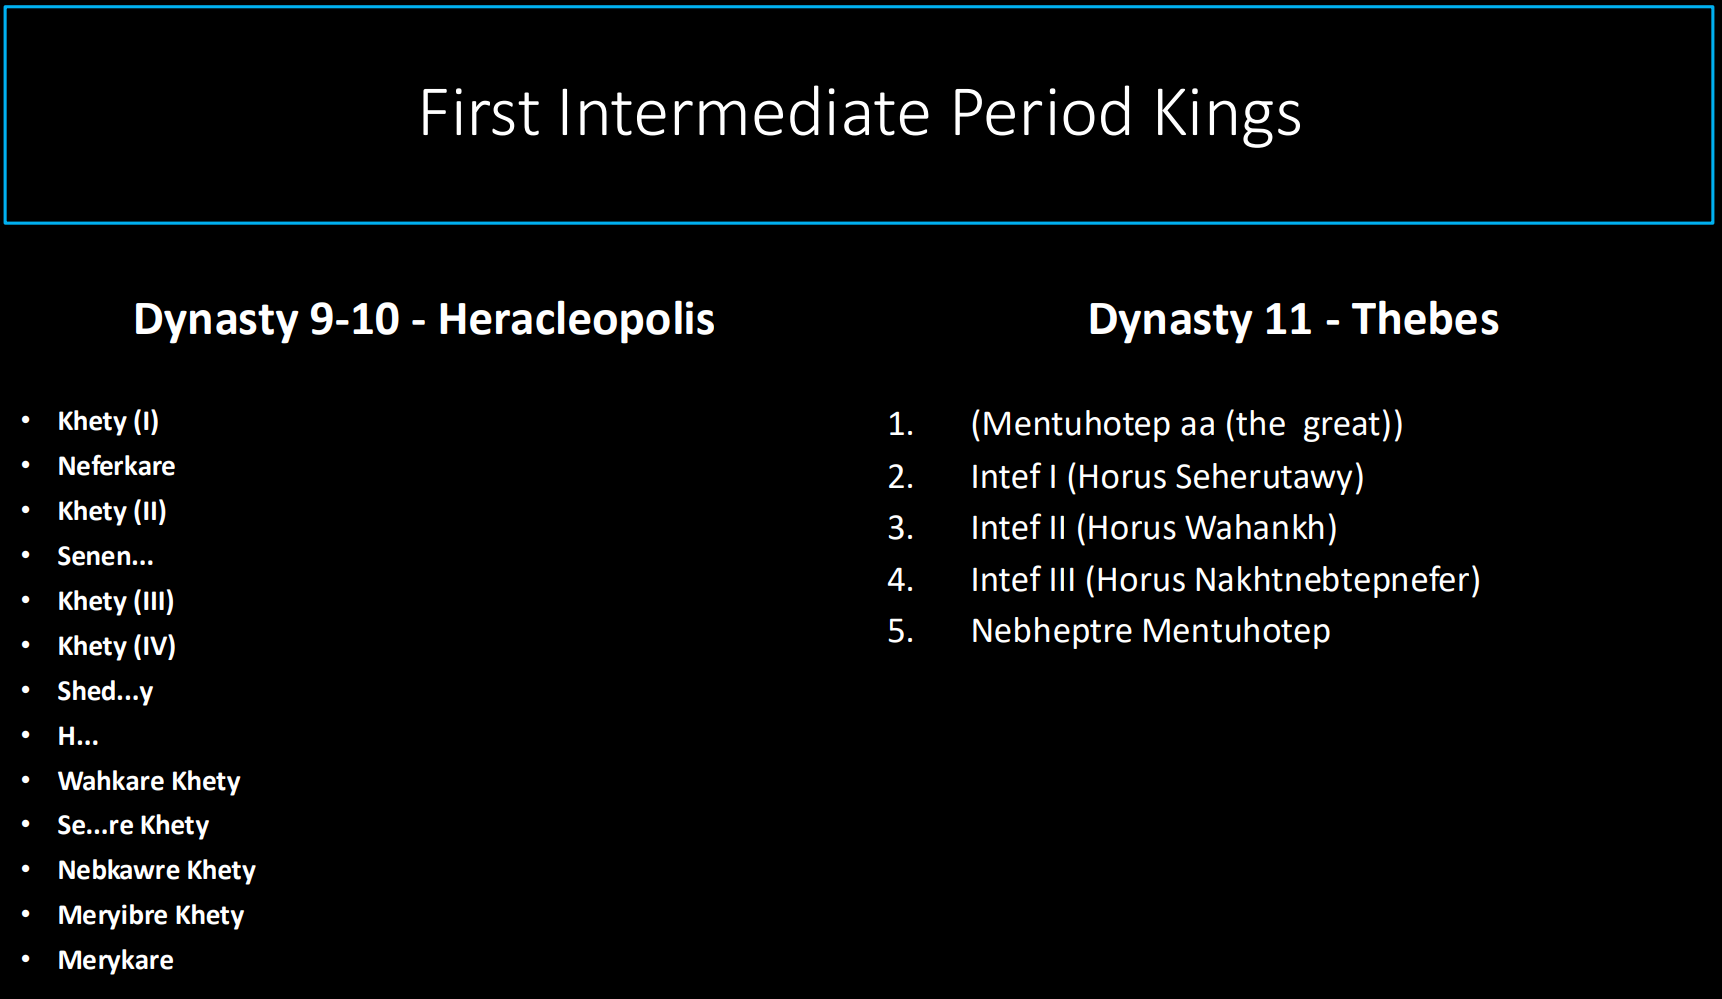 First Intermediate Period Kings
Dynasty 9-10 - Heracleopolis
• Khety (I)
• Neferkare
• Khety (II)
• Senen...
• Khety (III)
• Khety (IV)
• Shed...y
• H...
• Wahkare Khety
• Se...re Khety
• Nebkawre Khety
• Meryibre Khety
• Merykare
Dynasty 11 - Thebes
1. (Mentuhotep aa (the  great))
2. Intef I (Horus Seherutawy)
3. Intef II (Horus Wahankh)
4. Intef III (Horus Nakhtnebtepnefer)
5. Nebheptre Mentuhotep